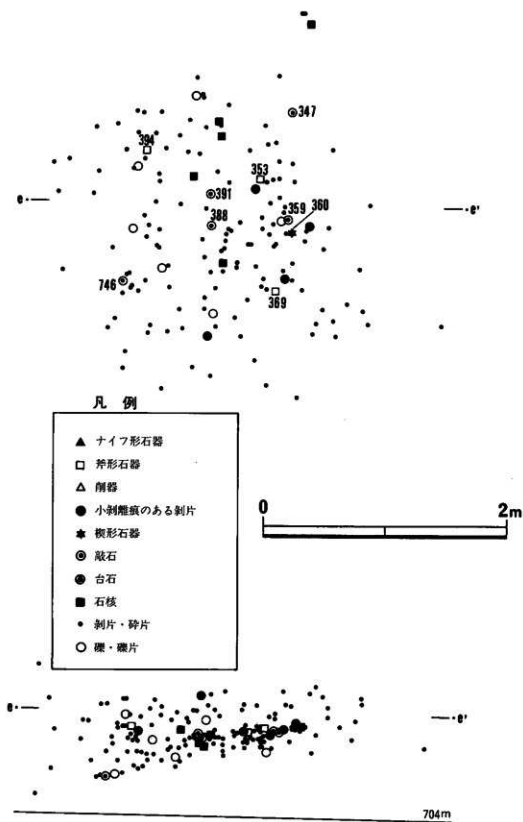 347
394
353
391
e
e'
359
360
388
746
369
凡 例
ナイフ形石器
斧形石器
削器
小剥離痕のある剥片
楔形石器
敲石
台石
石核
剥片・砕片
礫・礫片
0
2m
e
e'
704m